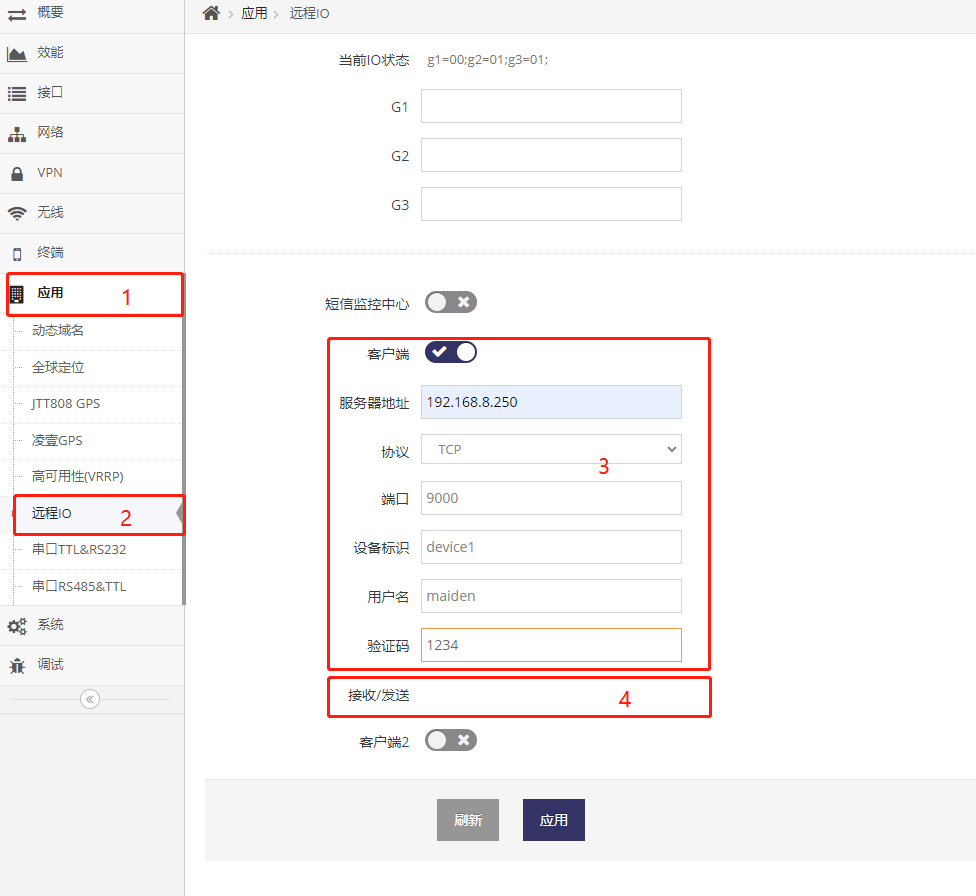 概要
效能
接口
网络
VPN
无线
终端
应用 1
动态域名
全球定位
JTT808 GPS
凌壹GPS
高可用性(VRRP)
远程IO 2
串口TTL&RS232
串口RS485&TTL
系统
调试
«
应用 > 远程IO
当前IO状态 g1=00;g2=01;g3=01;
G1
G2
G3
短信监控中心
客户端
服务器地址 192.168.8.250
协议 TCP
3
端口 9000
设备标识 device1
用户名 maiden
验证码 1234
接收/发送 4
客户端2
刷新 应用